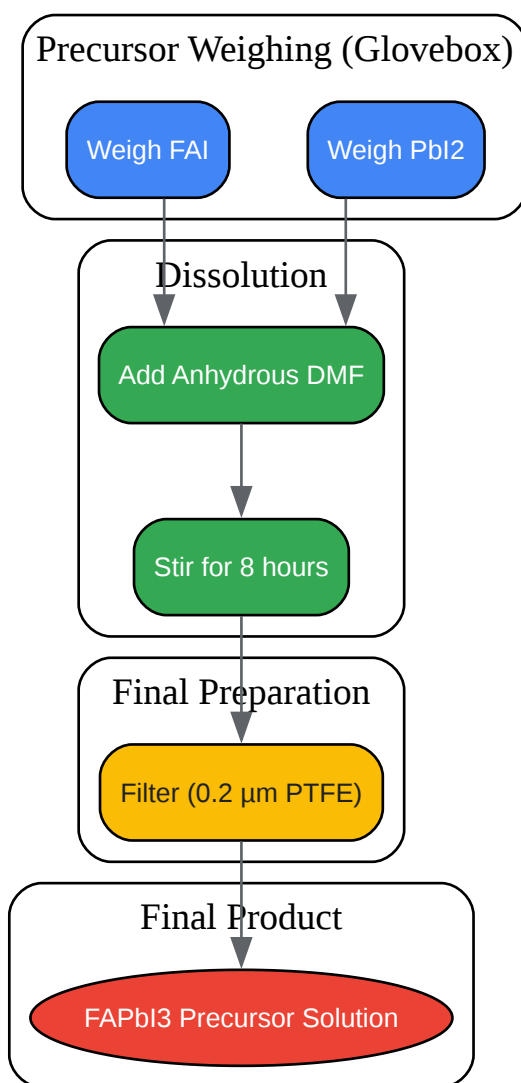 Precursor Weighing (Glovebox)
Weigh FAI
Weigh PbI2
Dissolution
Add Anhydrous DMF
Stir for 8 hours
Final Preparation
Filter (0.2 µm PTFE)
Final Product
FAPbI3 Precursor Solution